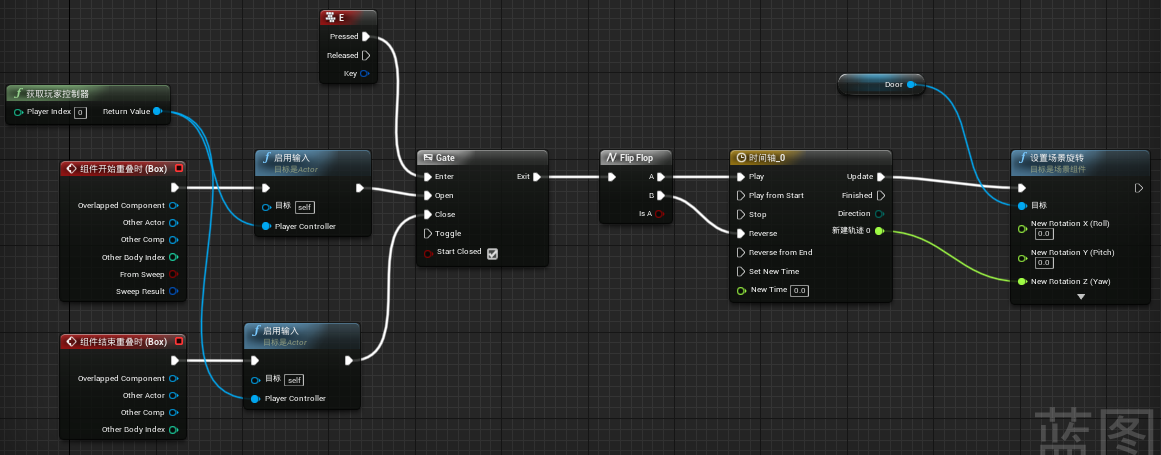 E
Pressed
Released
Key
获取玩家控制器
Player Index 0 Return Value
组件开始重叠时 (Box)
Overlapped Component
Other Actor
Other Comp
Other Body Index
From Sweep
Sweep Result
启用输入
目标是Actor
目标 self
Player Controller
组件结束重叠时 (Box)
Overlapped Component
Other Actor
Other Comp
Other Body Index
启用输入
目标是Actor
目标 self
Player Controller
Gate
Enter Exit
Open
Close
Toggle
Start Closed
Flip Flop
A
B
Is A
时间轴_0
Play Update
Play from Start Finished
Stop Direction
Reverse 新建轨迹 0
Reverse from End
Set New Time
New Time 0.0
Door
设置场景旋转
目标是场景组件
目标
New Rotation X (Roll)
0.0
New Rotation Y (Pitch)
0.0
New Rotation Z (Yaw)
蓝图